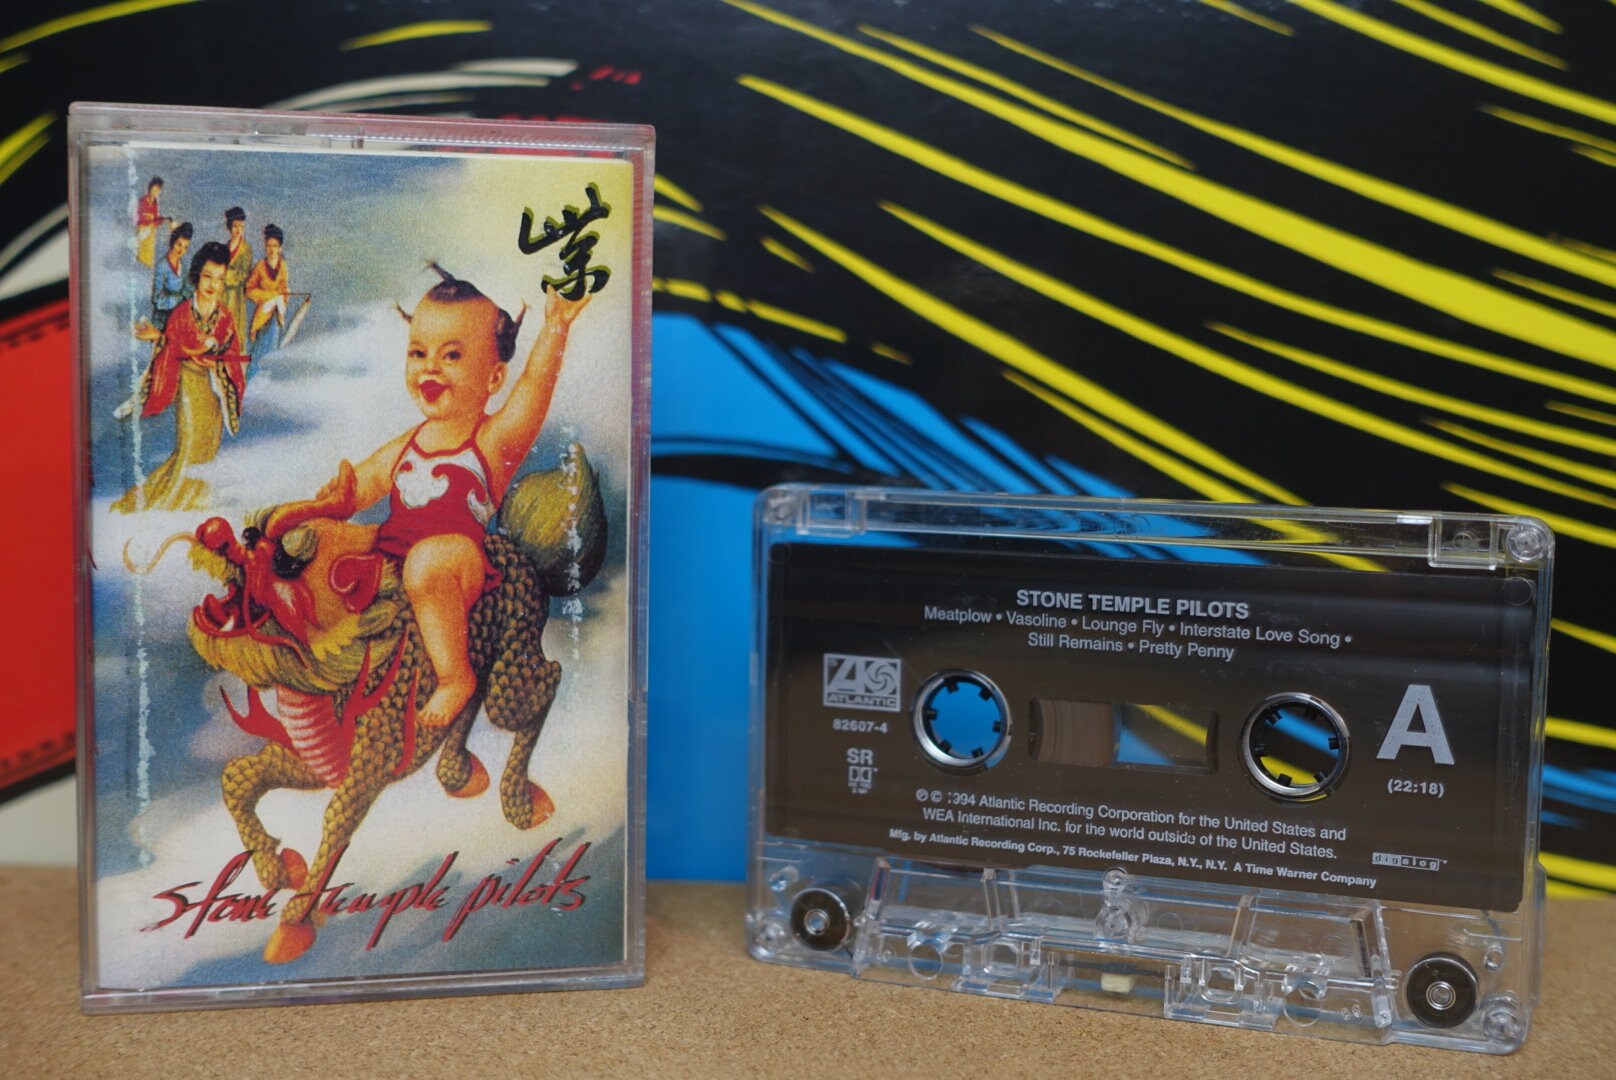 紫
stone temple pilots
STONE TEMPLE PILOTS
Meatplow • Vasoline • Lounge Fly • Interstate Love Song •
Still Remains • Pretty Penny
ATLANTIC
82607-4
SR
A
(22:18)
℗ © 1994 Atlantic Recording Corporation for the United States and
WEA International Inc. for the world outside of the United States.
Mfg. by Atlantic Recording Corp., 75 Rockefeller Plaza, N.Y., N.Y. A Time Warner Company
digalog